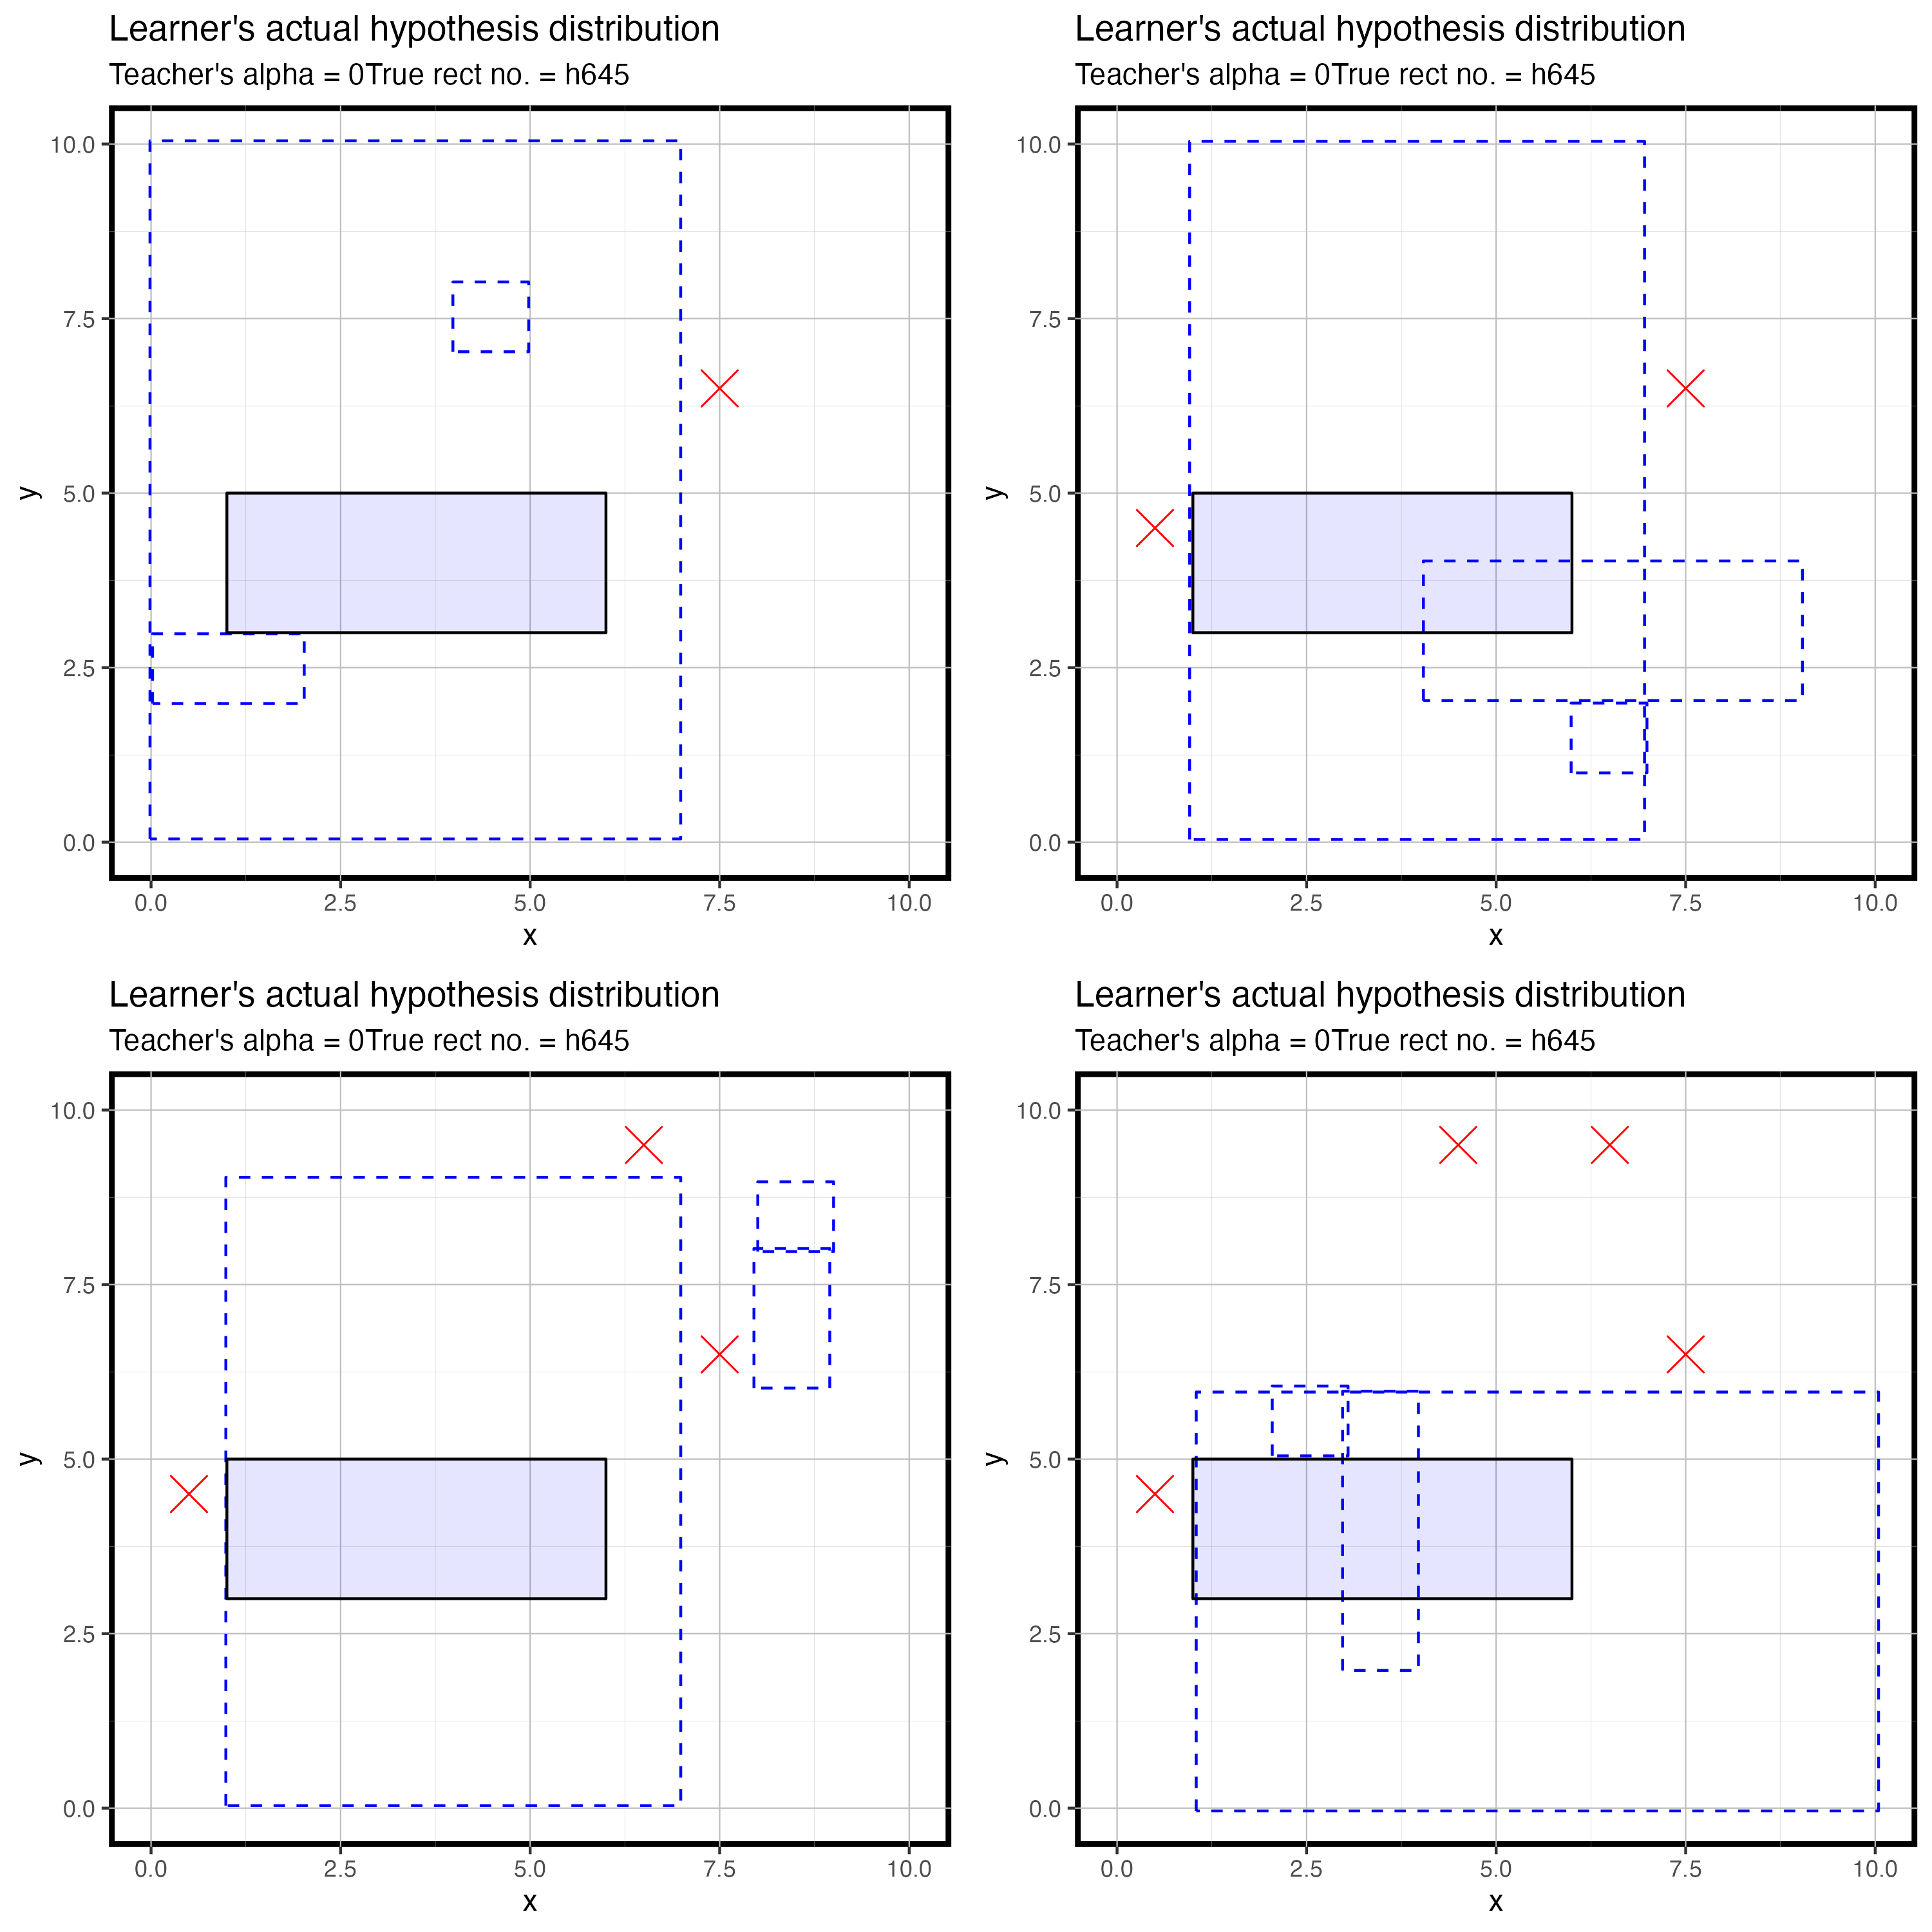 Learner's actual hypothesis distribution
Teacher's alpha = 0True rect no. = h645
10.0
7.5
5.0
2.5
0.0
y
0.0 2.5 5.0 7.5 10.0
x
Learner's actual hypothesis distribution
Teacher's alpha = 0True rect no. = h645
10.0
7.5
5.0
2.5
0.0
y
0.0 2.5 5.0 7.5 10.0
x
Learner's actual hypothesis distribution
Teacher's alpha = 0True rect no. = h645
10.0
7.5
5.0
2.5
0.0
y
0.0 2.5 5.0 7.5 10.0
x
Learner's actual hypothesis distribution
Teacher's alpha = 0True rect no. = h645
10.0
7.5
5.0
2.5
0.0
y
0.0 2.5 5.0 7.5 10.0
x